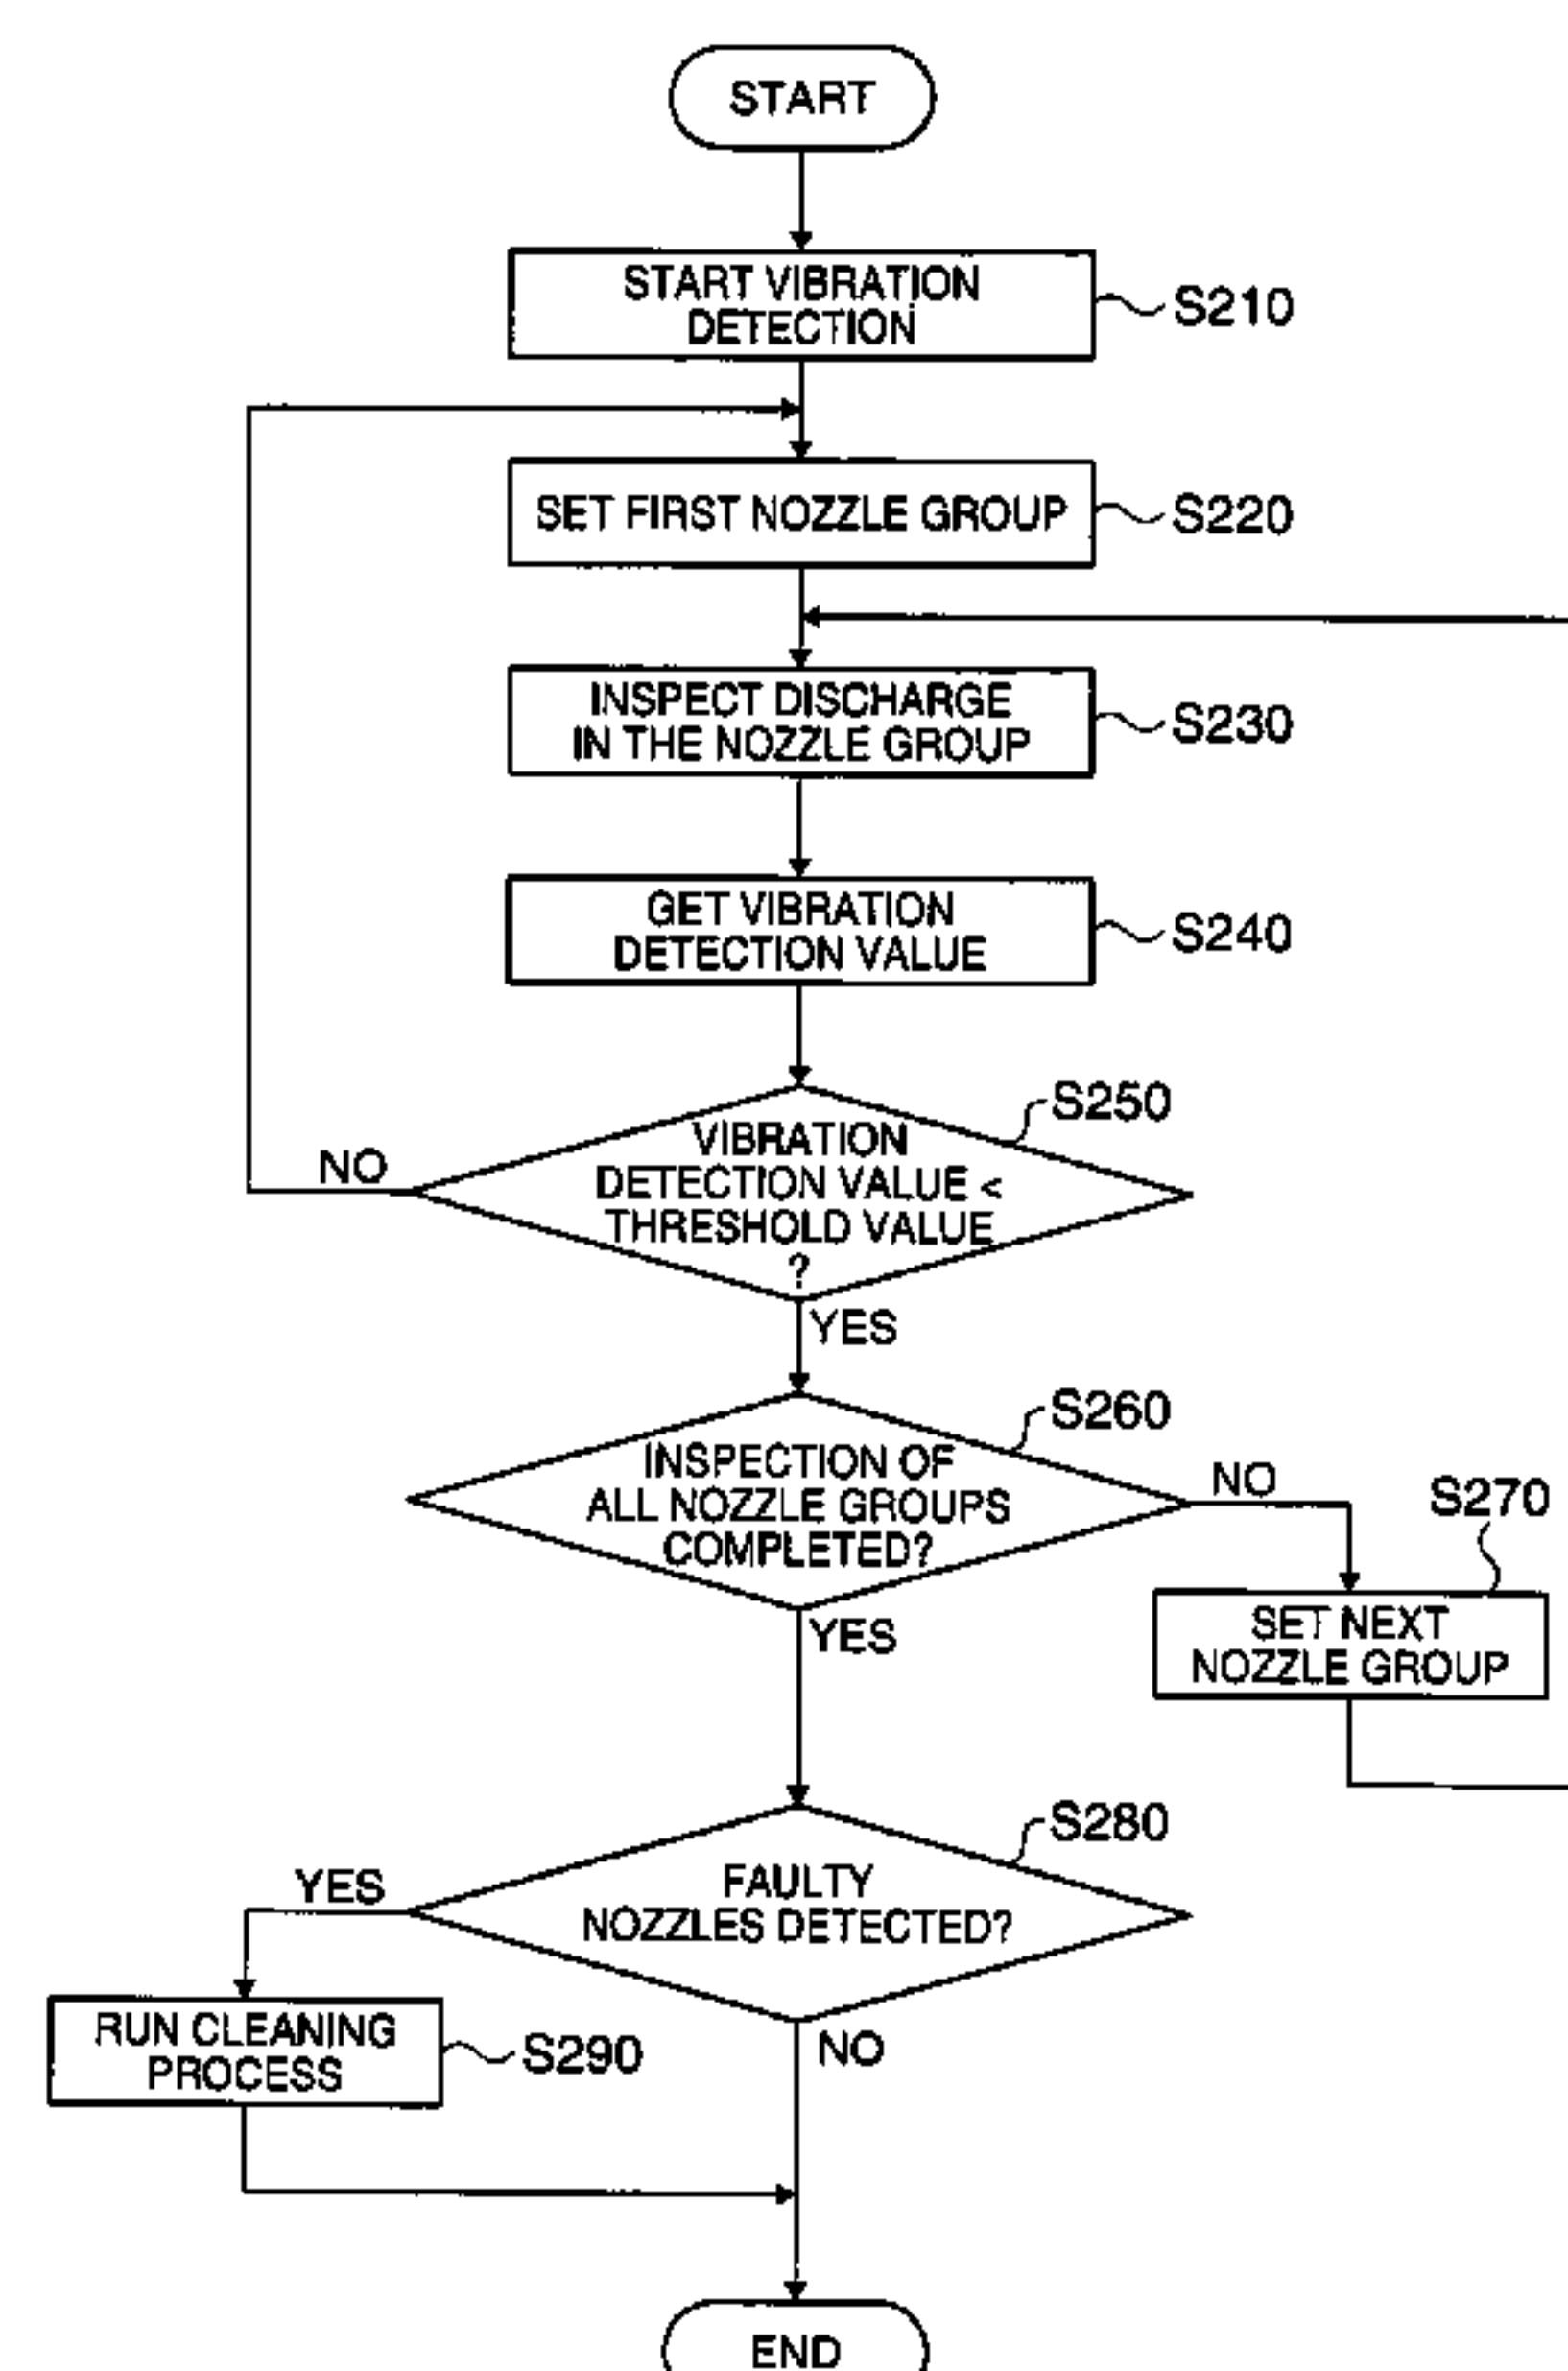 START
START VIBRATION
DETECTION
S210
SET FIRST NOZZLE GROUP
S220
INSPECT DISCHARGE
IN THE NOZZLE GROUP
S230
GET VIBRATION
DETECTION VALUE
S240
S250
VIBRATION
DETECTION VALUE <
THRESHOLD VALUE
?
NO
YES
S260
INSPECTION OF
ALL NOZZLE GROUPS
COMPLETED?
NO
S270
SET NEXT
NOZZLE GROUP
YES
S280
FAULTY
NOZZLES DETECTED?
YES
RUN CLEANING
PROCESS
S290
NO
END